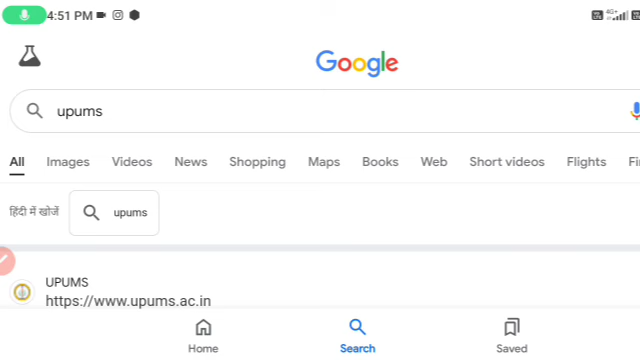 4:51 PM 4G+
Google
upums
All Images Videos News Shopping Maps Books Web Short videos Flights
हिंदी में खोजें upums
UPUMS
https://www.upums.ac.in
Home Search Saved